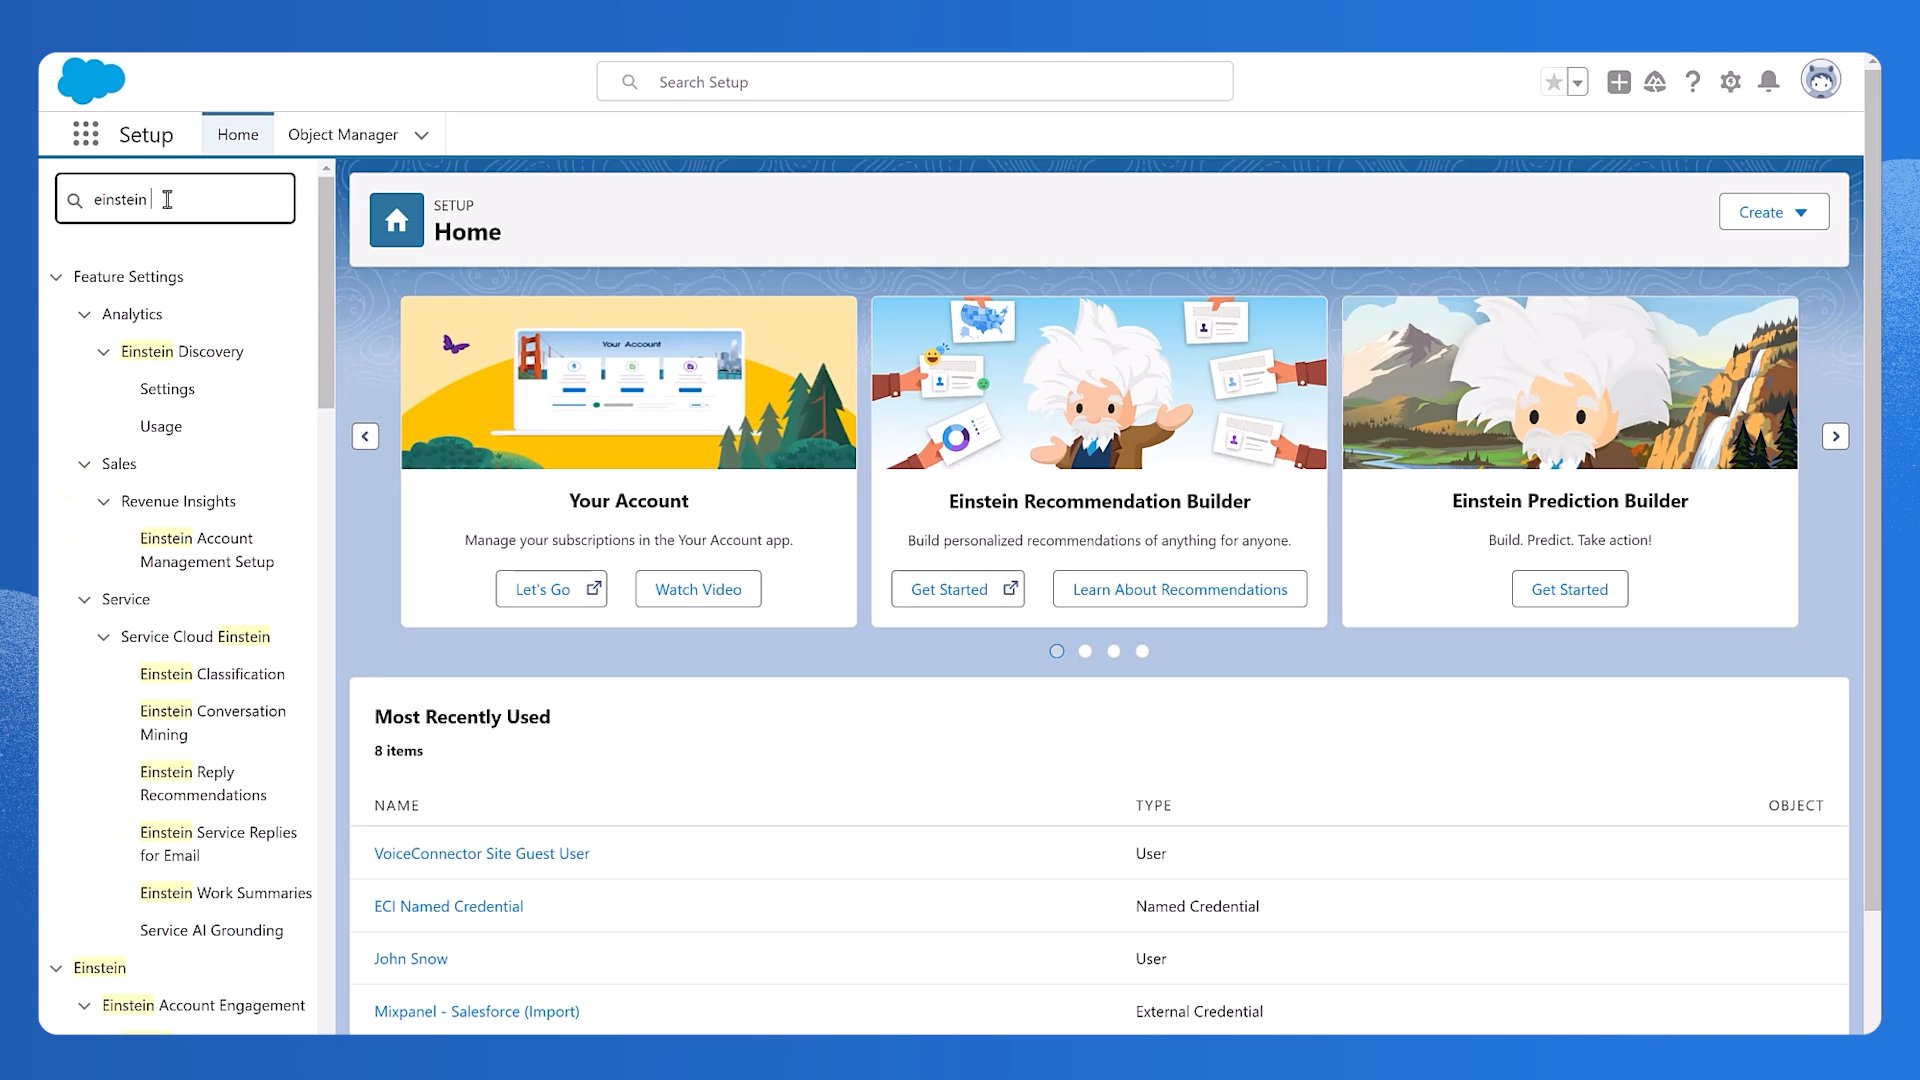 Search Setup
Setup
Home
Object Manager
einstein
Feature Settings
Analytics
Einstein Discovery
Settings
Usage
Sales
Revenue Insights
Einstein Account
Management Setup
Service
Service Cloud Einstein
Einstein Classification
Einstein Conversation
Mining
Einstein Reply
Recommendations
Einstein Service Replies
for Email
Einstein Work Summaries
Service AI Grounding
Einstein
Einstein Account Engagement
SETUP
Home
Create
Your Account
Your Account
Manage your subscriptions in the Your Account app.
Let's Go
Watch Video
Einstein Recommendation Builder
Build personalized recommendations of anything for anyone.
Get Started
Learn About Recommendations
Einstein Prediction Builder
Build. Predict. Take action!
Get Started
Most Recently Used
8 items
NAME TYPE OBJECT
VoiceConnector Site Guest User User
ECI Named Credential Named Credential
John Snow User
Mixpanel - Salesforce (Import) External Credential